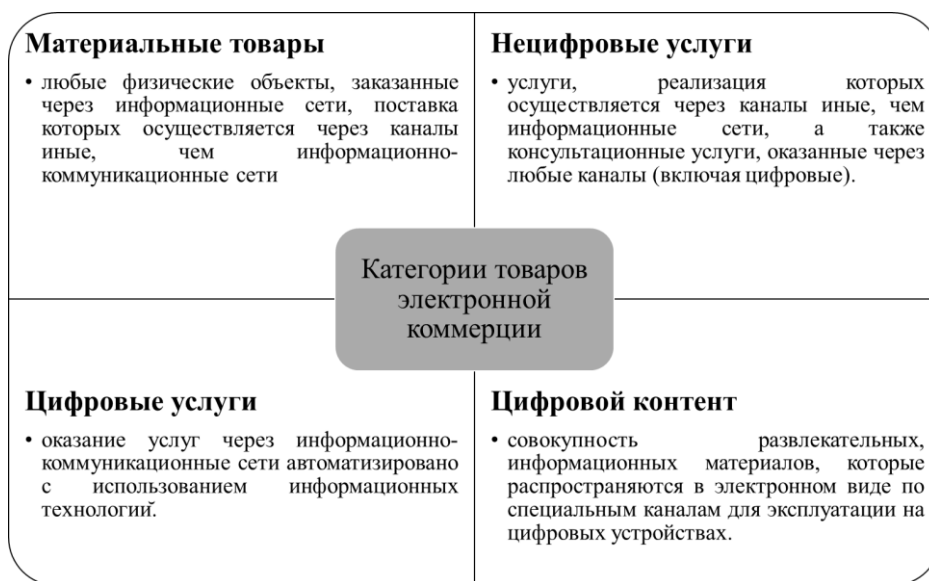 Материальные товары
• любые физические объекты, заказанные
через информационные сети, поставка
которых осуществляется через каналы
иные, чем информационно-
коммуникационные сети
Нецифровые услуги
• услуги, реализация которых
осуществляется через каналы иные, чем
информационные сети, а также
консультационные услуги, оказанные через
любые каналы (включая цифровые).
Категории товаров
электронной
коммерции
Цифровые услуги
• оказание услуг через информационно-
коммуникационные сети автоматизировано
с использованием информационных
технологий.
Цифровой контент
• совокупность развлекательных,
информационных материалов, которые
распространяются в электронном виде по
специальным каналам для эксплуатации на
цифровых устройствах.